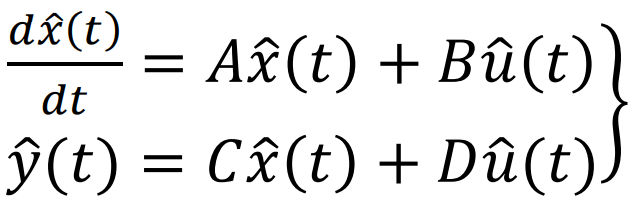 dx̂(t)/dt = Ax̂(t) + Bû(t)
ŷ(t) = Cx̂(t) + Dû(t)}